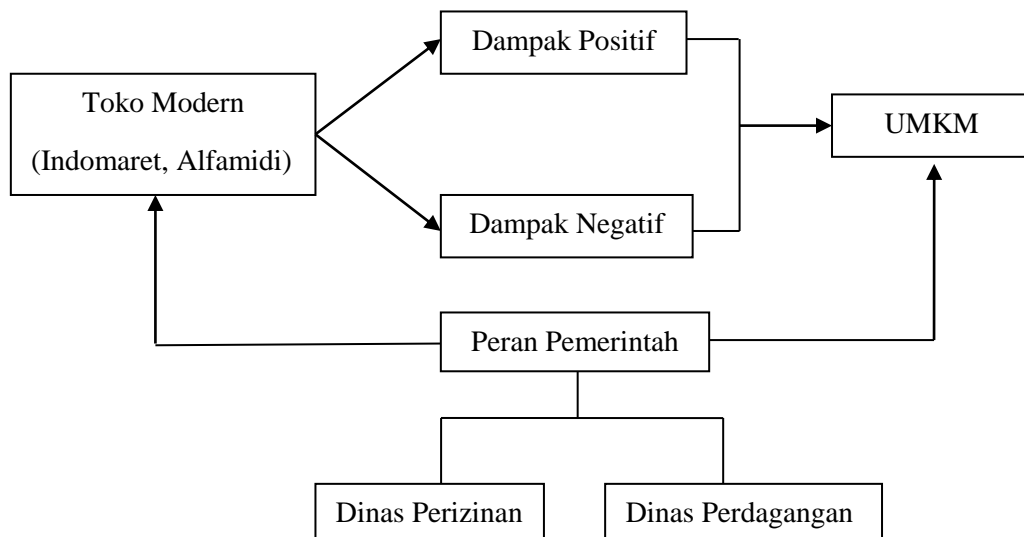 Dampak Positif
Toko Modern
(Indomaret, Alfamidi)
UMKM
Dampak Negatif
Peran Pemerintah
Dinas Perizinan
Dinas Perdagangan